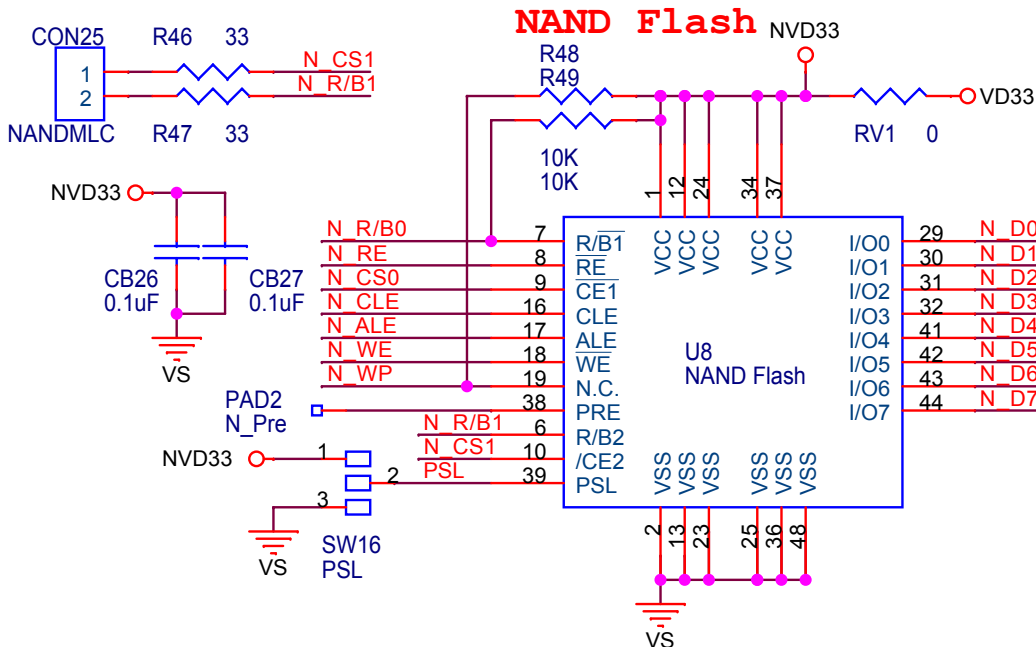 NAND Flash
CON25
R46 33
1 N_CS1
2 N_R/B1
NANDMLC R47 33
R48
R49
10K
10K
NVD33
VD33
RV1 0
NVD33
CB26
0.1uF
CB27
0.1uF
VS
N_R/B0 7 R/B1
N_RE 8 RE
N_CS0 9 CE1
N_CLE 16 CLE
N_ALE 17 ALE
N_WE 18 WE
N_WP 19 N.C.
38 PRE
N_R/B1 6 R/B2
N_CS1 10 /CE2
PSL 39 PSL
PAD2
N_Pre
NVD33 1
2
3
VS
SW16
PSL
1 12 24 34 37
VCC VCC VCC VCC VCC
U8
NAND Flash
I/O0 29 N_D0
I/O1 30 N_D1
I/O2 31 N_D2
I/O3 32 N_D3
I/O4 41 N_D4
I/O5 42 N_D5
I/O6 43 N_D6
I/O7 44 N_D7
VSS VSS VSS VSS VSS VSS
2 13 23 25 36 48
VS